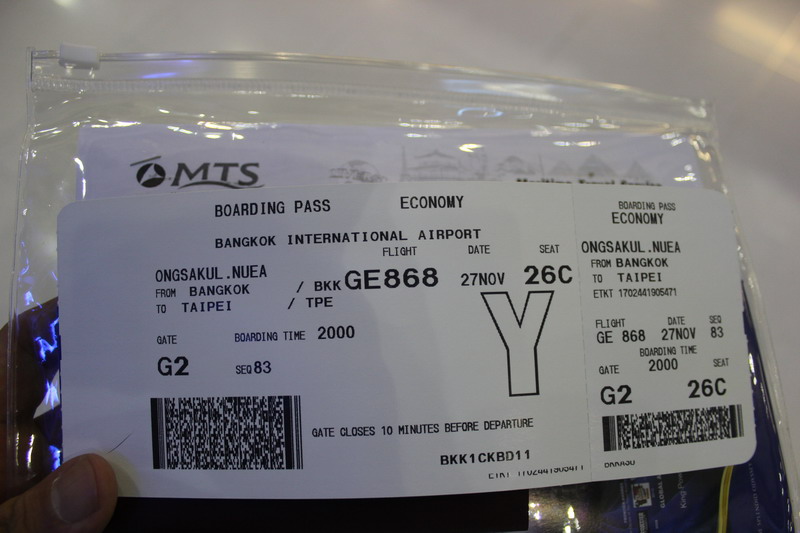 MTS
BOARDING PASS ECONOMY
BANGKOK INTERNATIONAL AIRPORT
FLIGHT DATE SEAT
ONGSAKUL.NUEA
FROM BANGKOK / BKK GE868 27NOV 26C
TO TAIPEI / TPE
Y
GATE BOARDING TIME 2000
G2 SEQ 83
GATE CLOSES 10 MINUTES BEFORE DEPARTURE
BKK1CKBD11
ETKT 1702441905471
BOARDING PASS
ECONOMY
ONGSAKUL.NUEA
FROM BANGKOK
TO TAIPEI
ETKT 1702441905471
FLIGHT DATE SEQ
GE 868 27NOV 83
BOARDING TIME
GATE 2000 SEAT
G2 26C